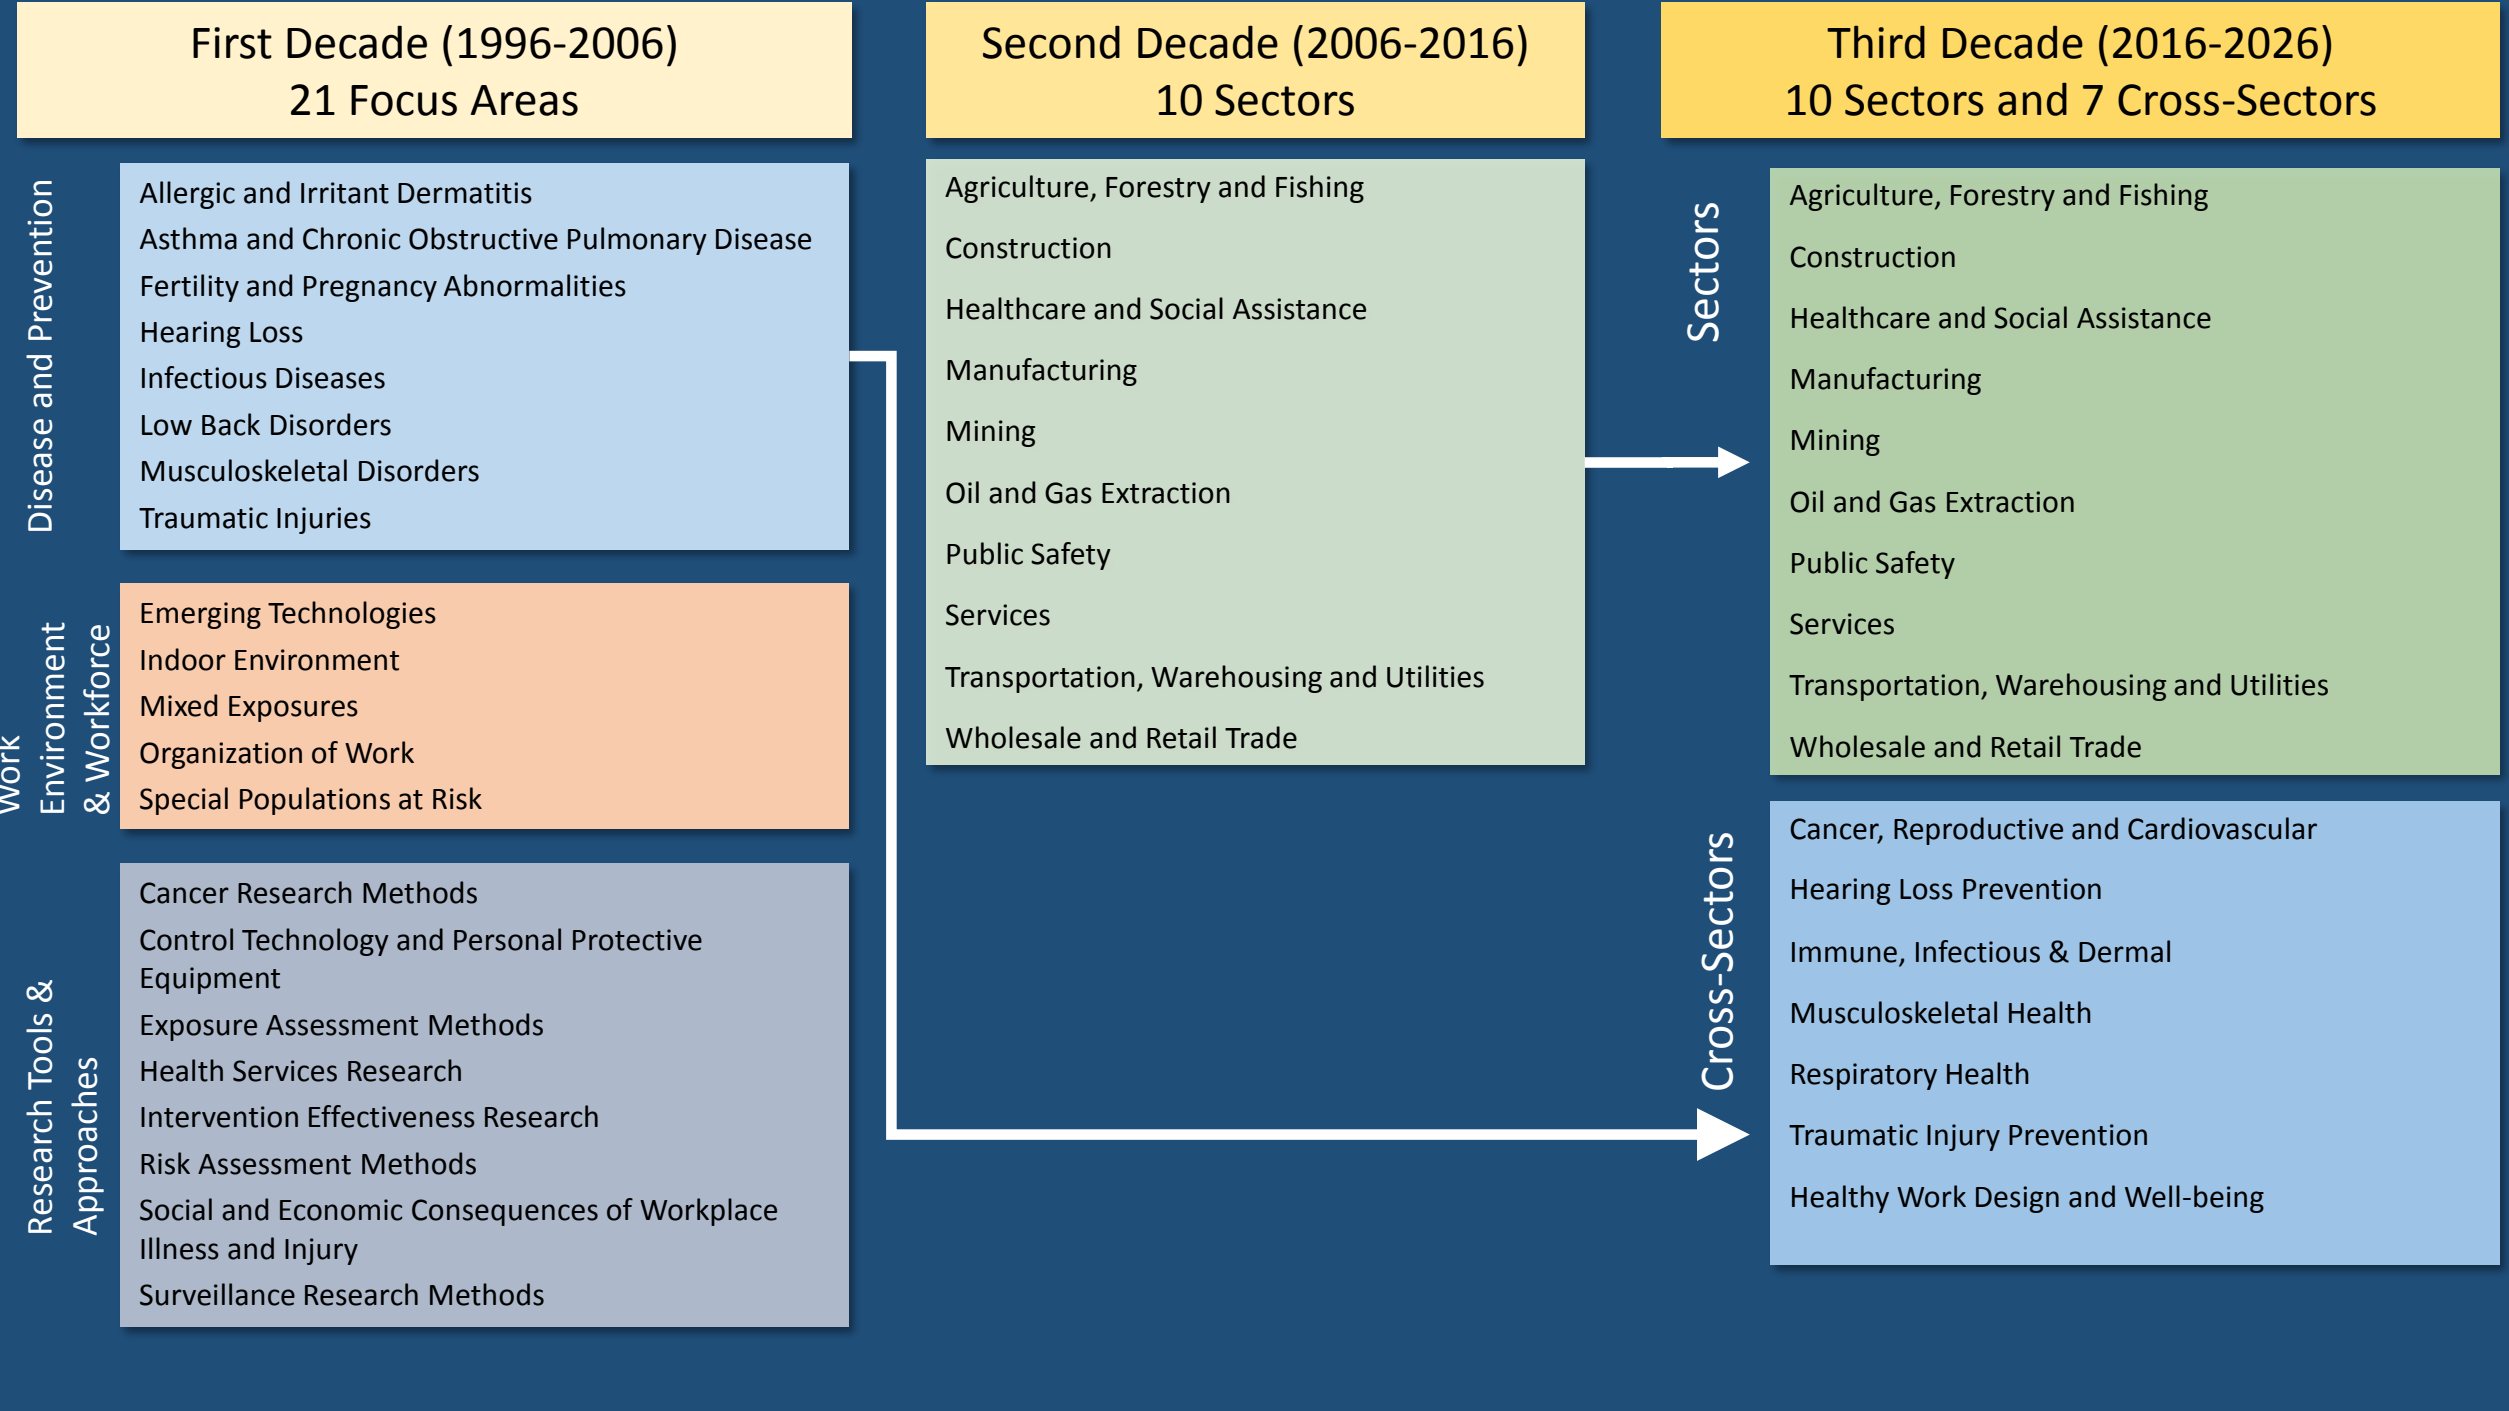 First Decade (1996-2006)
21 Focus Areas
Disease and Prevention
Allergic and Irritant Dermatitis
Asthma and Chronic Obstructive Pulmonary Disease
Fertility and Pregnancy Abnormalities
Hearing Loss
Infectious Diseases
Low Back Disorders
Musculoskeletal Disorders
Traumatic Injuries
Work
Environment
& Workforce
Emerging Technologies
Indoor Environment
Mixed Exposures
Organization of Work
Special Populations at Risk
Research Tools &
Approaches
Cancer Research Methods
Control Technology and Personal Protective
Equipment
Exposure Assessment Methods
Health Services Research
Intervention Effectiveness Research
Risk Assessment Methods
Social and Economic Consequences of Workplace
Illness and Injury
Surveillance Research Methods
Second Decade (2006-2016)
10 Sectors
Agriculture, Forestry and Fishing
Construction
Healthcare and Social Assistance
Manufacturing
Mining
Oil and Gas Extraction
Public Safety
Services
Transportation, Warehousing and Utilities
Wholesale and Retail Trade
Third Decade (2016-2026)
10 Sectors and 7 Cross-Sectors
Sectors
Agriculture, Forestry and Fishing
Construction
Healthcare and Social Assistance
Manufacturing
Mining
Oil and Gas Extraction
Public Safety
Services
Transportation, Warehousing and Utilities
Wholesale and Retail Trade
Cross-Sectors
Cancer, Reproductive and Cardiovascular
Hearing Loss Prevention
Immune, Infectious & Dermal
Musculoskeletal Health
Respiratory Health
Traumatic Injury Prevention
Healthy Work Design and Well-being